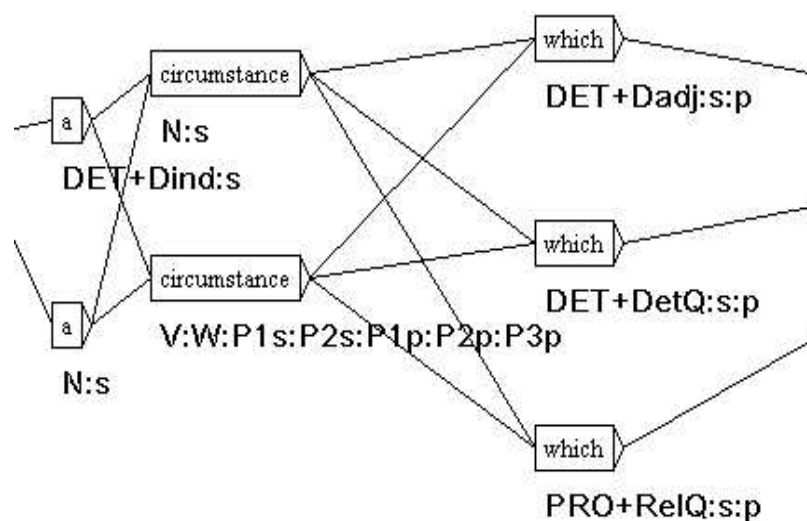 which
circumstance
DET+Dadj:s:p
a
N:s
DET+Dind:s
which
circumstance
DET+DetQ:s:p
a
V:W:P1s:P2s:P1p:P2p:P3p
N:s
which
PRO+RelQ:s:p